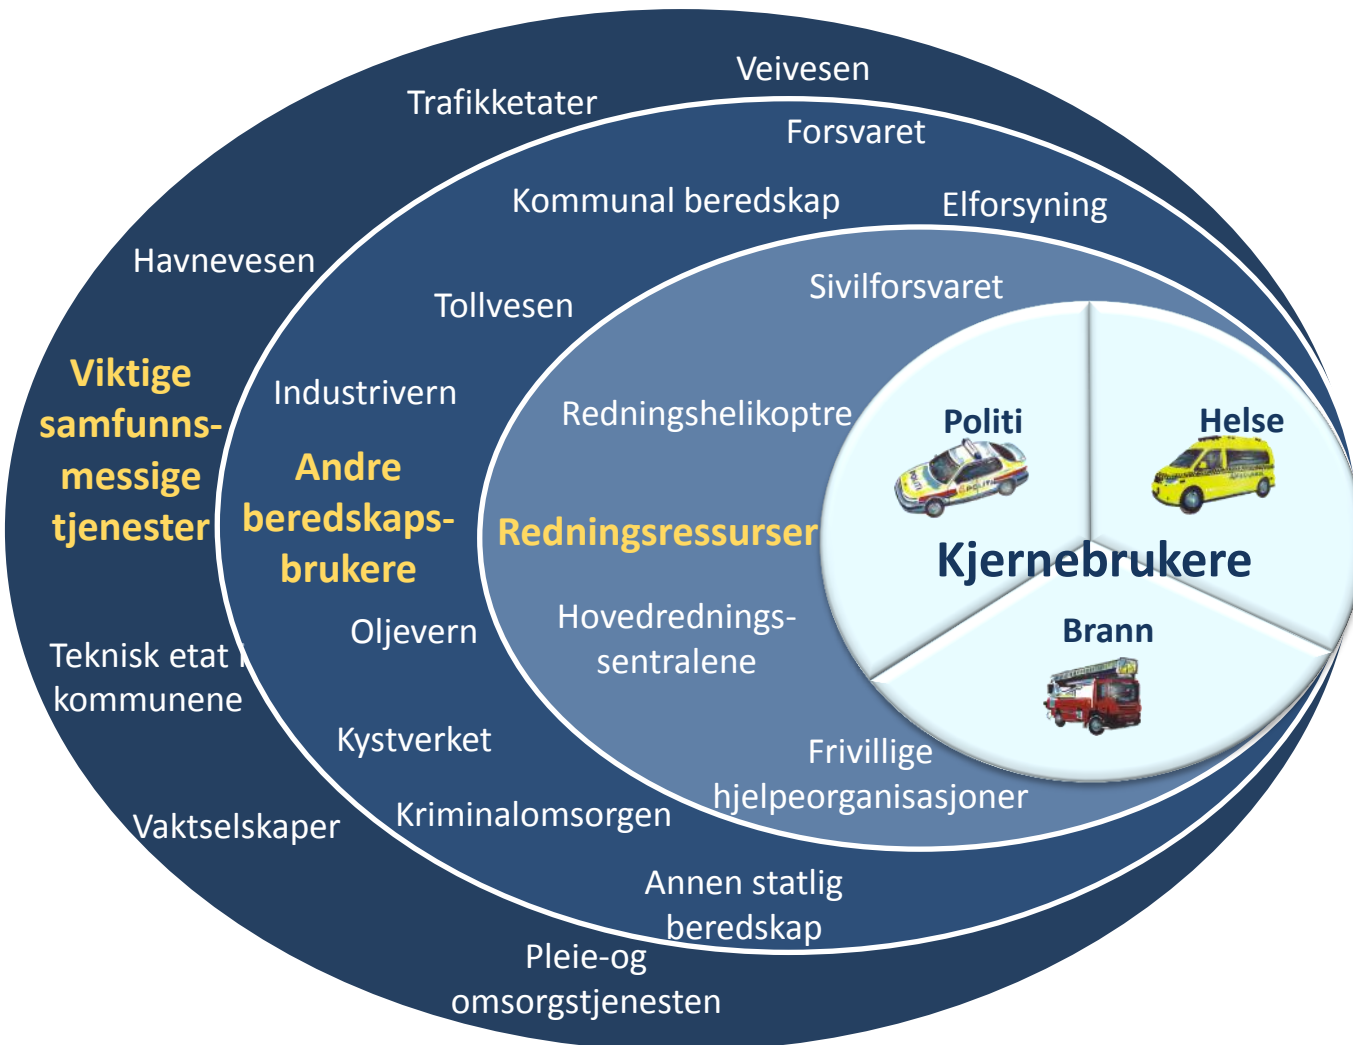 Veivesen
Trafikketater
Forsvaret
Kommunal beredskap
Elforsyning
Havnevesen
Sivilforsvaret
Tollvesen
Viktige
samfunns-
messige
tjenester
Industrivern
Redningshelikoptre
Politi
Helse
Andre
beredskaps-
brukere
Redningsressurser
Kjernebrukere
Oljevern
Hovedrednings-
sentralene
Brann
Teknisk etat i
kommunene
Kystverket
Frivillige
hjelpeorganisasjoner
Vaktselskaper
Kriminalomsorgen
Annen statlig
beredskap
Pleie-og
omsorgstjenesten
POLITI